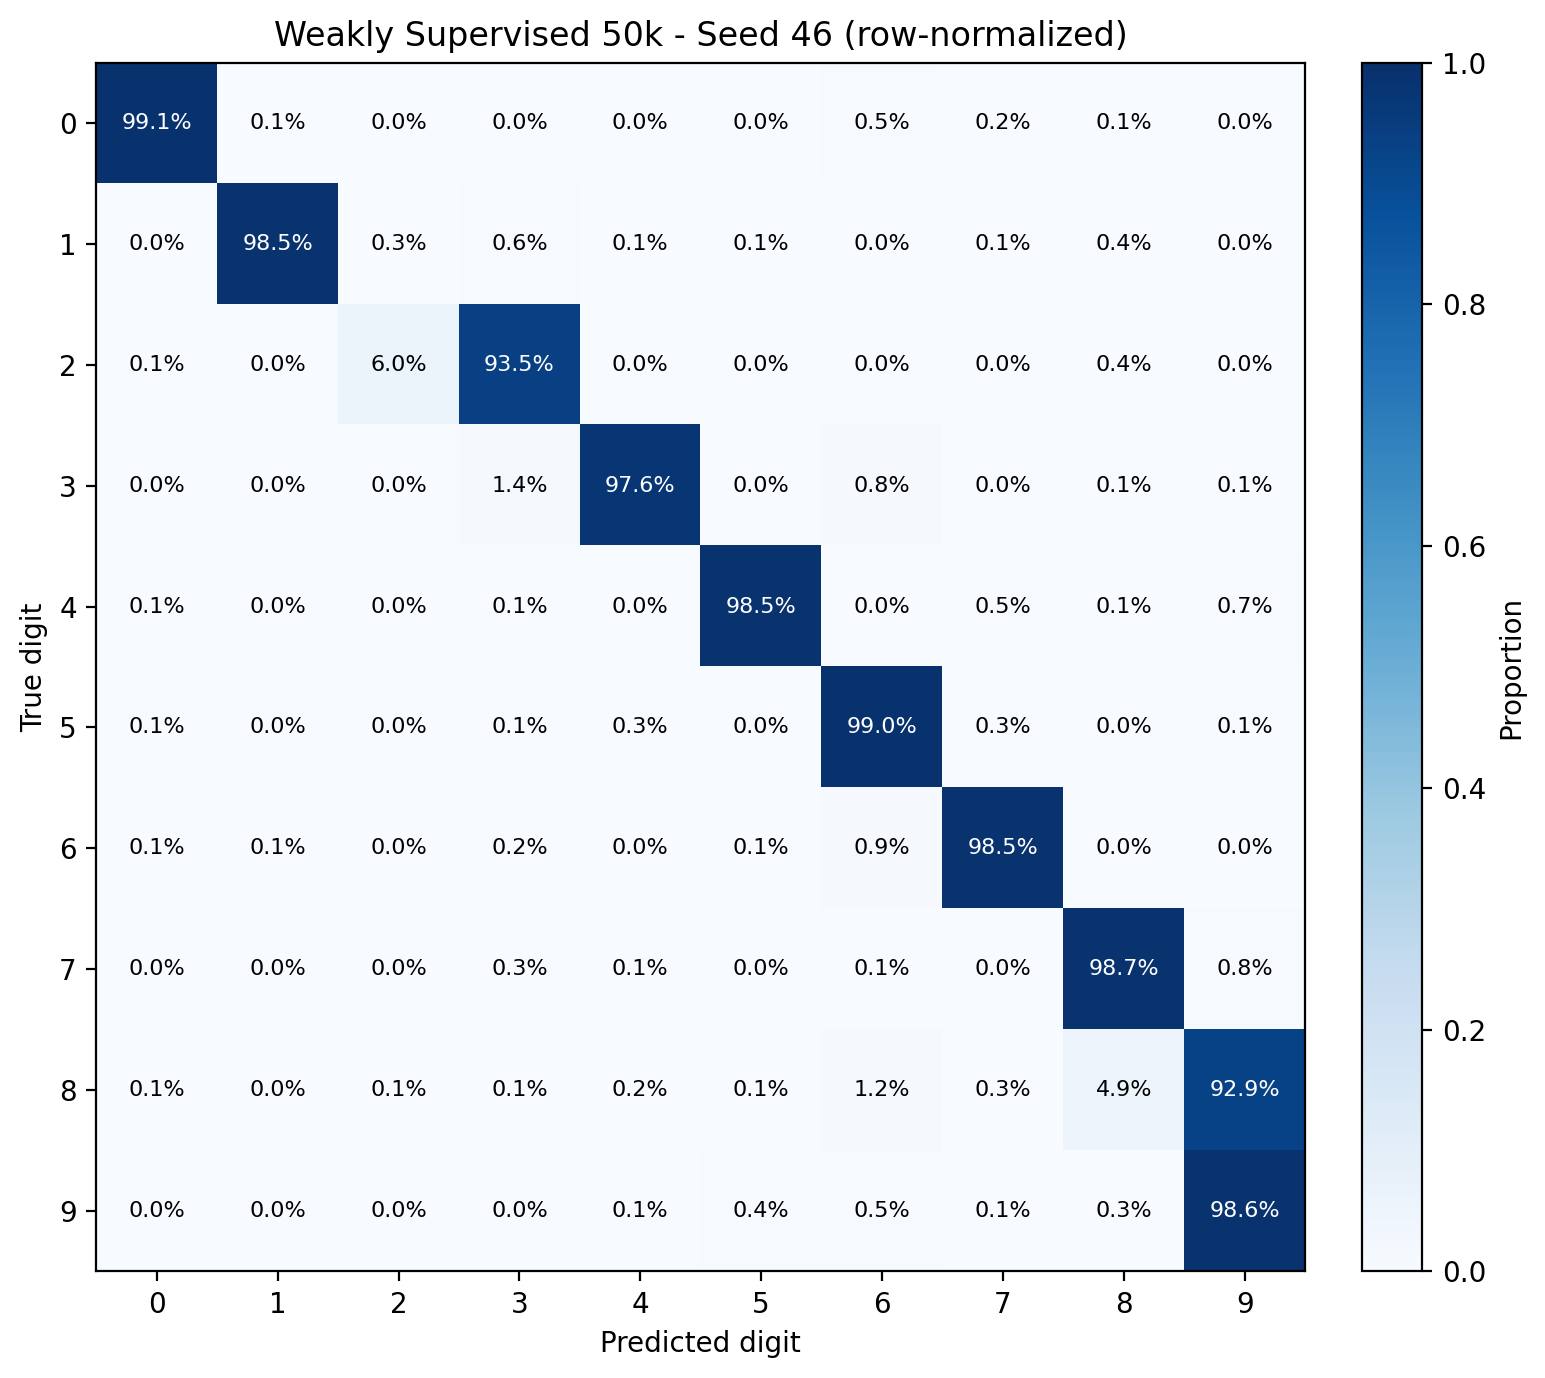 Weakly Supervised 50k - Seed 46 (row-normalized)
0 99.1% 0.1% 0.0% 0.0% 0.0% 0.0% 0.5% 0.2% 0.1% 0.0%
1 0.0% 98.5% 0.3% 0.6% 0.1% 0.1% 0.0% 0.1% 0.4% 0.0%
2 0.1% 0.0% 6.0% 93.5% 0.0% 0.0% 0.0% 0.0% 0.4% 0.0%
3 0.0% 0.0% 0.0% 1.4% 97.6% 0.0% 0.8% 0.0% 0.1% 0.1%
4 0.1% 0.0% 0.0% 0.1% 0.0% 98.5% 0.0% 0.5% 0.1% 0.7%
5 0.1% 0.0% 0.0% 0.1% 0.3% 0.0% 99.0% 0.3% 0.0% 0.1%
6 0.1% 0.1% 0.0% 0.2% 0.0% 0.1% 0.9% 98.5% 0.0% 0.0%
7 0.0% 0.0% 0.0% 0.3% 0.1% 0.0% 0.1% 0.0% 98.7% 0.8%
8 0.1% 0.0% 0.1% 0.1% 0.2% 0.1% 1.2% 0.3% 4.9% 92.9%
9 0.0% 0.0% 0.0% 0.0% 0.1% 0.4% 0.5% 0.1% 0.3% 98.6%
0 1 2 3 4 5 6 7 8 9
Predicted digit
True digit
1.0
0.8
0.6
0.4
0.2
0.0
Proportion